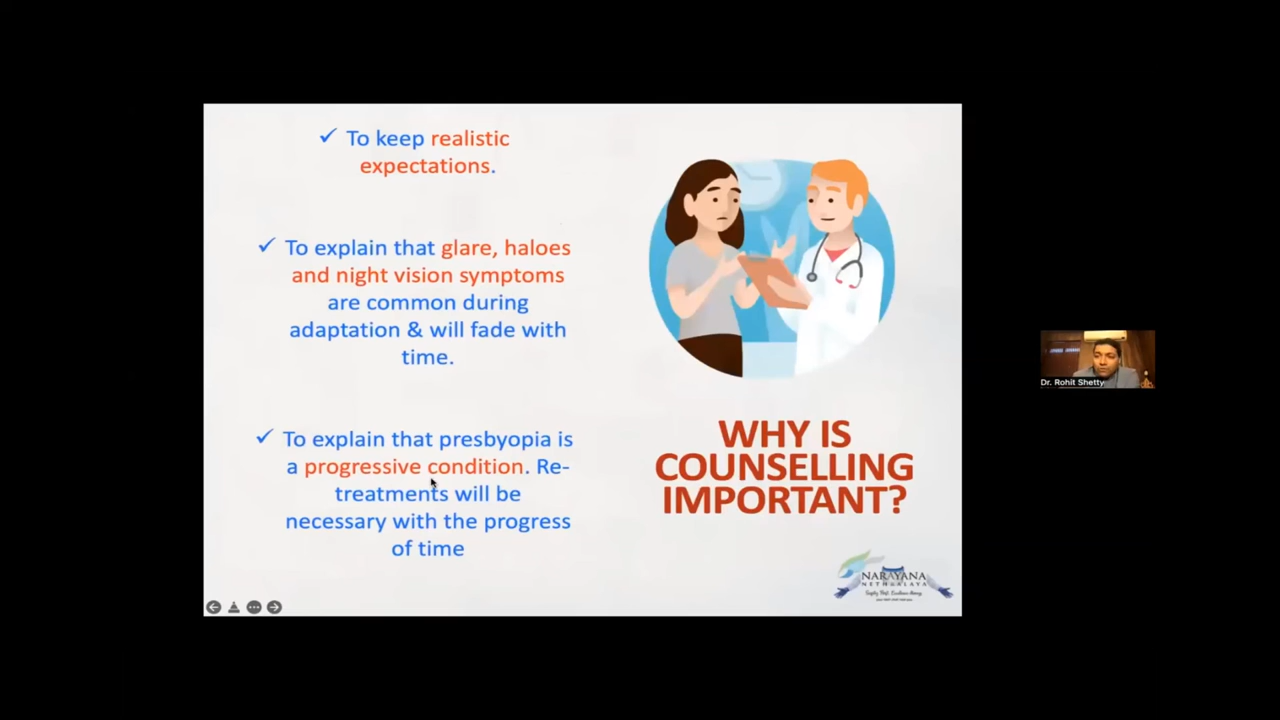 ✓ To keep realistic
expectations.
✓ To explain that glare, haloes
and night vision symptoms
are common during
adaptation & will fade with
time.
✓ To explain that presbyopia is
a progressive condition. Re-
treatments will be
necessary with the progress
of time
WHY IS
COUNSELLING
IMPORTANT?
NARAYANA
NETHRALAYA
Dr. Rohit Shetty